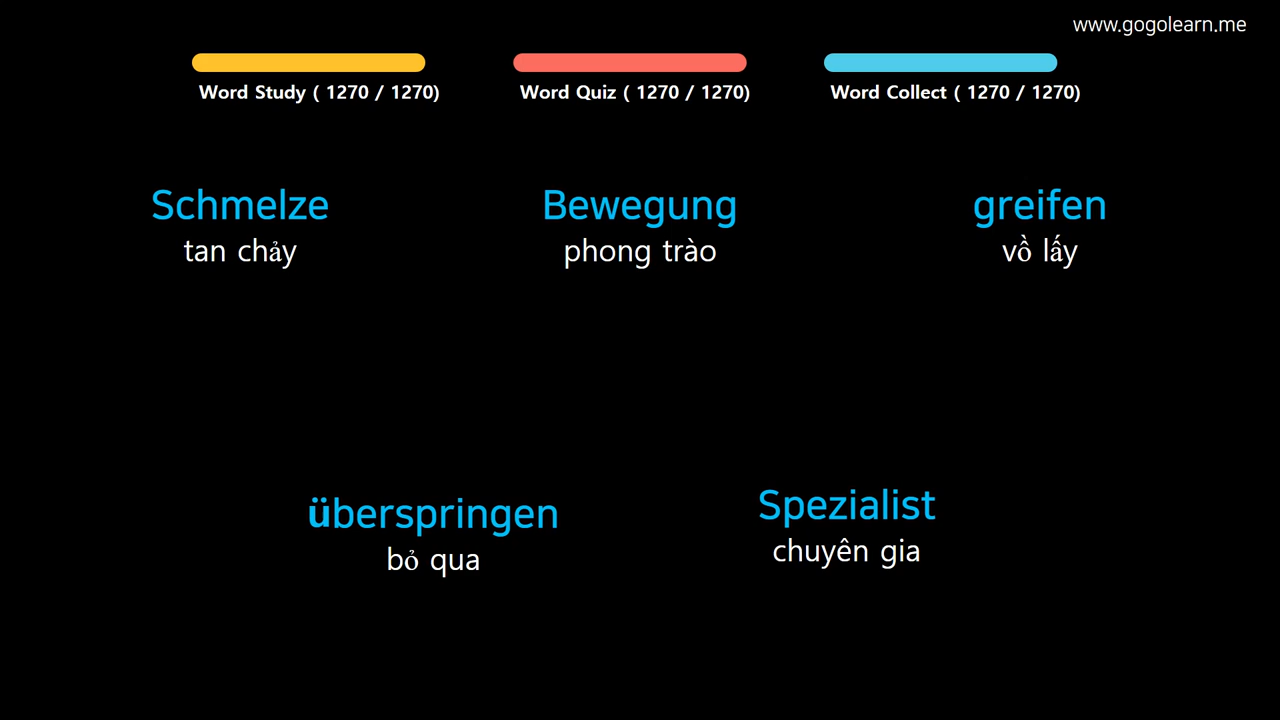 www.gogolearn.me
Word Study ( 1270 / 1270)
Word Quiz ( 1270 / 1270)
Word Collect ( 1270 / 1270)
Schmelze
tan chảy
Bewegung
phong trào
greifen
vồ lấy
überspringen
bỏ qua
Spezialist
chuyên gia